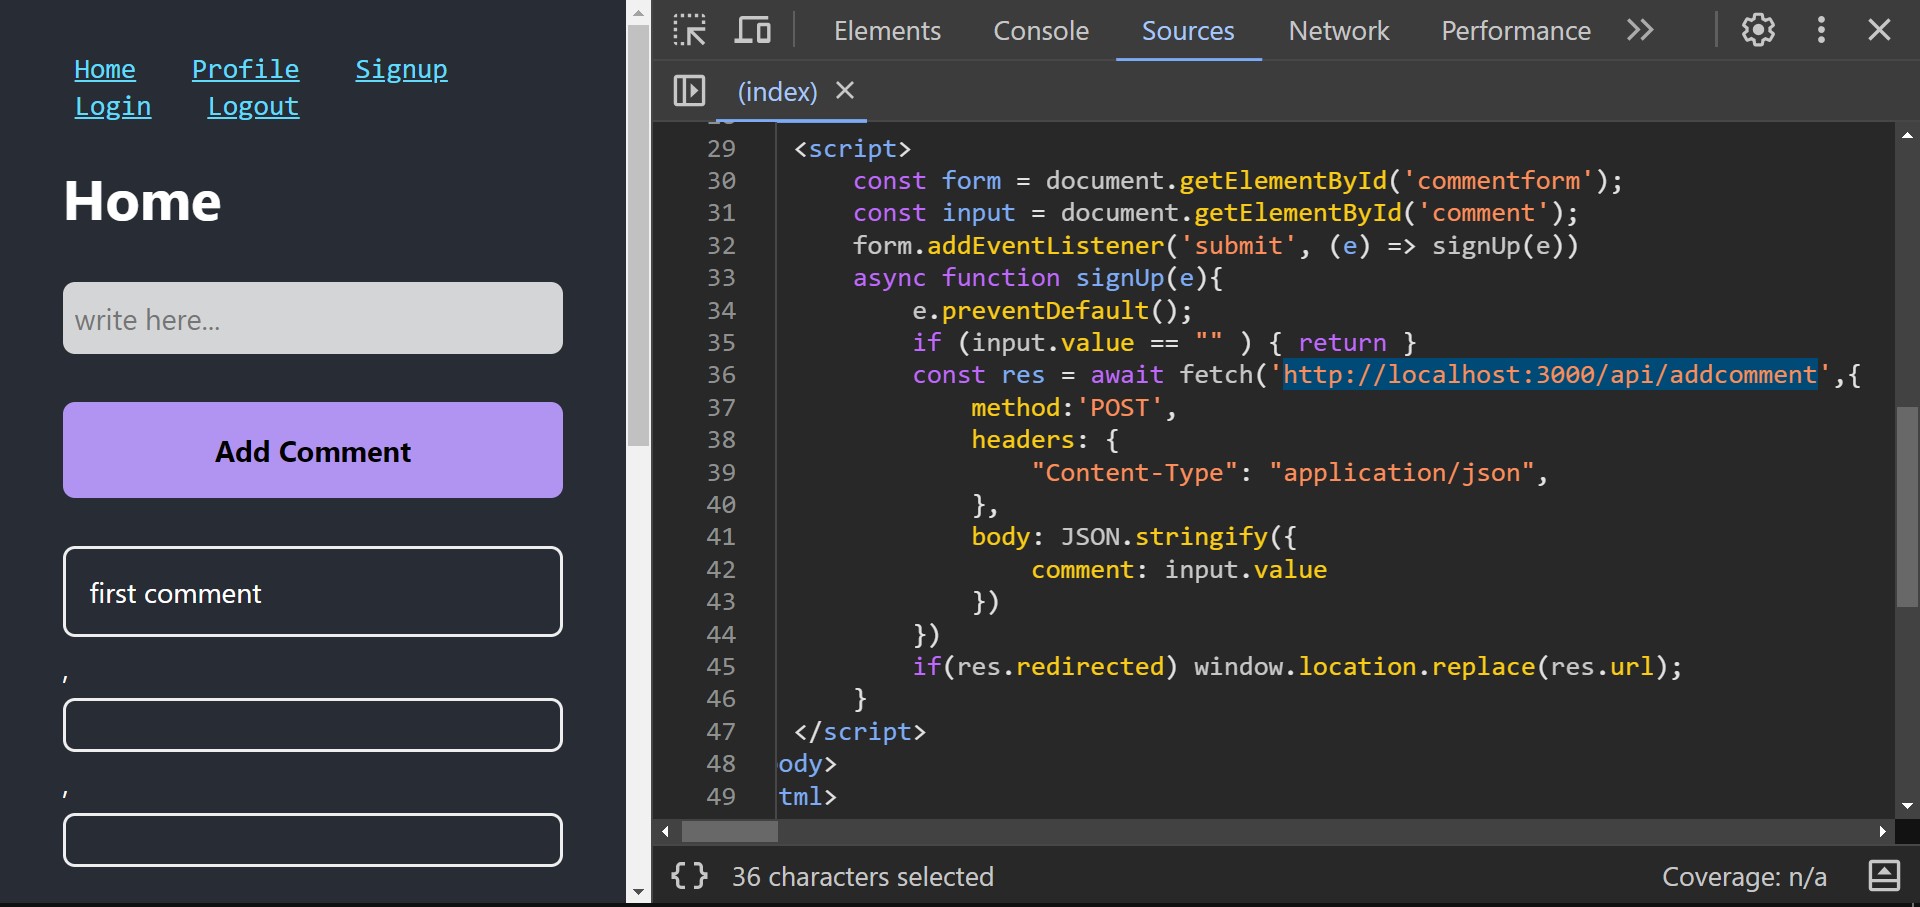 Home Profile Signup
Login Logout
Home
write here...
Add Comment
first comment
,
,
Elements Console Sources Network Performance
(index)
29 <script>
30 const form = document.getElementById('commentform');
31 const input = document.getElementById('comment');
32 form.addEventListener('submit', (e) => signUp(e))
33 async function signUp(e){
34 e.preventDefault();
35 if (input.value == "" ) { return }
36 const res = await fetch('http://localhost:3000/api/addcomment',{
37 method:'POST',
38 headers: {
39 "Content-Type": "application/json",
40 },
41 body: JSON.stringify({
42 comment: input.value
43 })
44 })
45 if(res.redirected) window.location.replace(res.url);
46 }
47 </script>
48 ody>
49 tml>
{} 36 characters selected Coverage: n/a